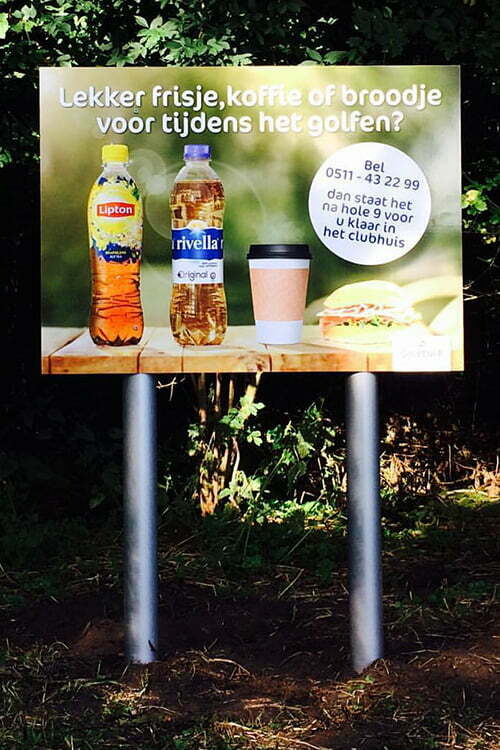 Lekker frisje,koffie of broodje
voor tijdens het golfen?
Bel
0511 - 43 22 99
dan staat het
na hole 9 voor
u klaar in
het clubhuis
Lipton
rivella
Original